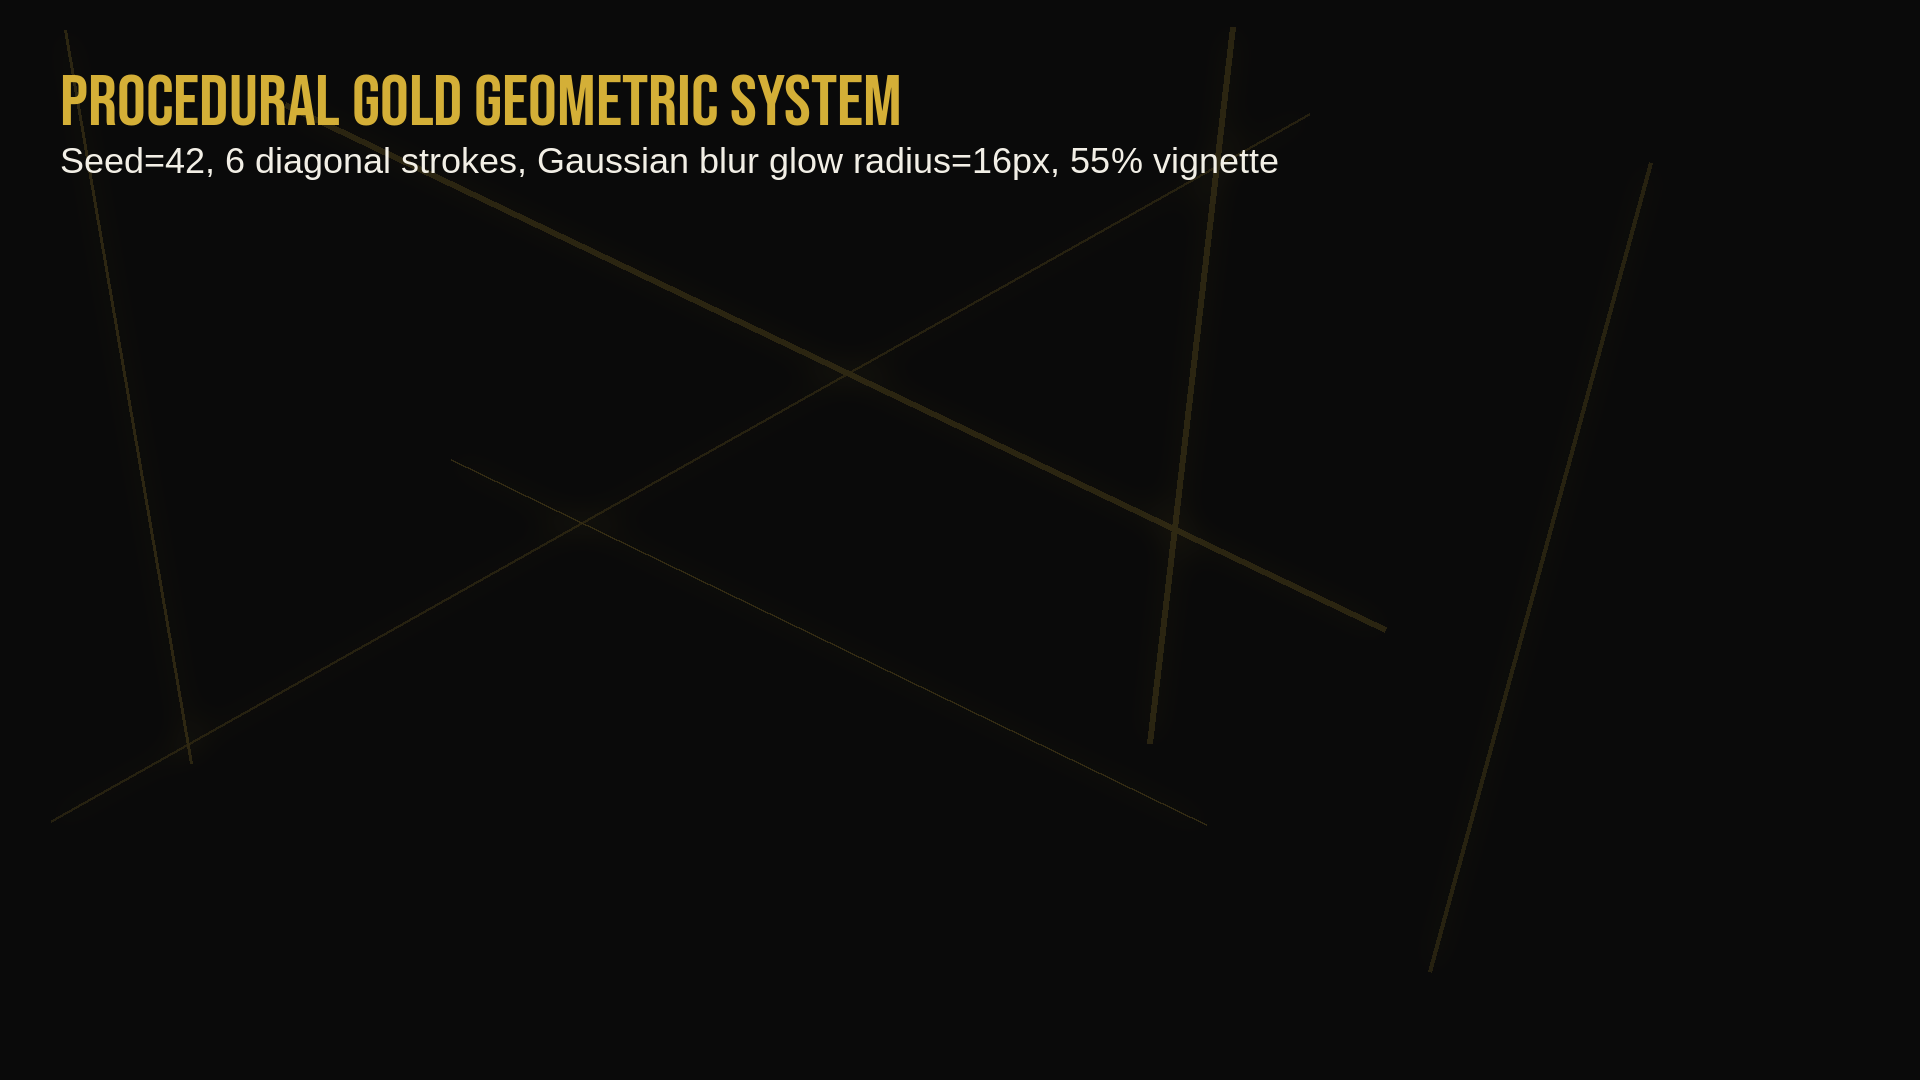 PROCEDURAL GOLD GEOMETRIC SYSTEM
Seed=42, 6 diagonal strokes, Gaussian blur glow radius=16px, 55% vignette